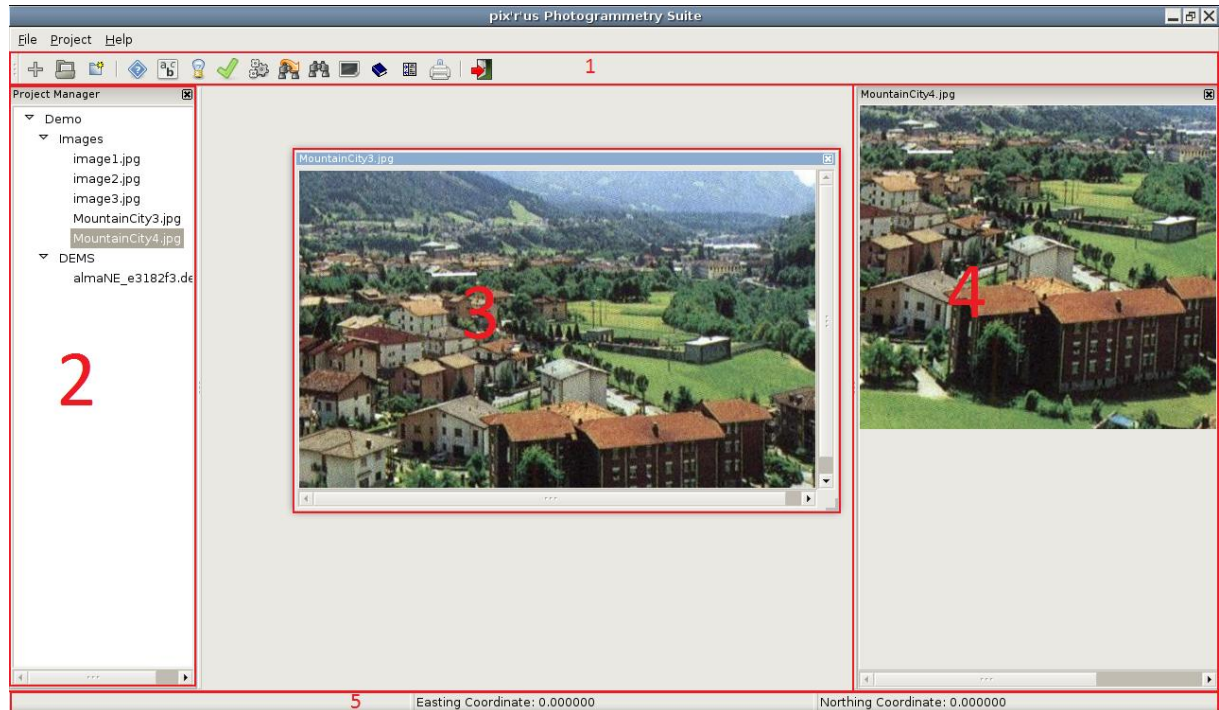 pix'r'us Photogrammetry Suite
File Project Help
1
Project Manager
Demo
Images
image1.jpg
image2.jpg
image3.jpg
MountainCity3.jpg
MountainCity4.jpg
DEMS
almaNE_e3182f3.de
2
MountainCity3.jpg
3
MountainCity4.jpg
4
5 Easting Coordinate: 0.000000 Northing Coordinate: 0.000000